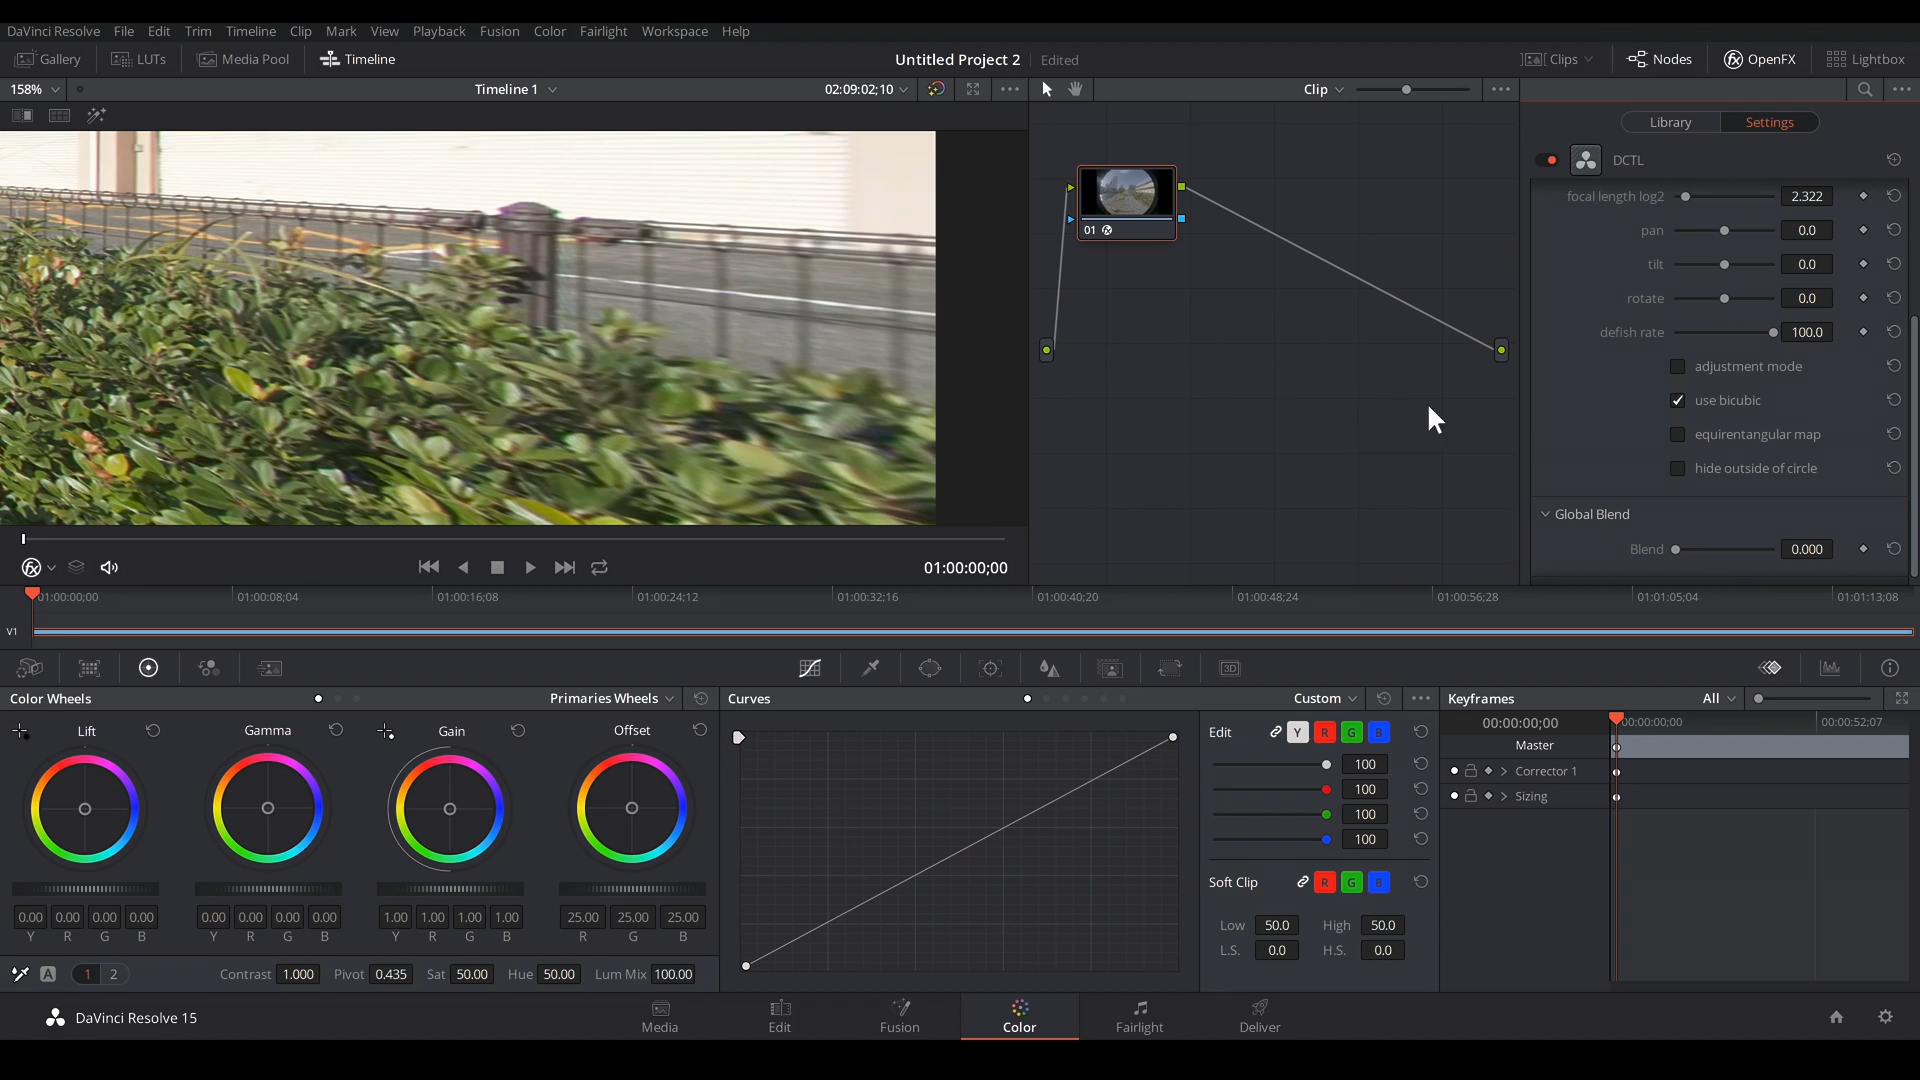 DaVinci Resolve File Edit Trim Timeline Clip Mark View Playback Fusion Color Fairlight Workspace Help
Gallery LUTs Media Pool Timeline Untitled Project 2 Edited Clips Nodes OpenFX Lightbox
158% Timeline 1 02:09:02;10 Clip
Library Settings
DCTL
focal length log2 2.322
pan 0.0
tilt 0.0
rotate 0.0
defish rate 100.0
adjustment mode
use bicubic
equirentangular map
hide outside of circle
Global Blend
Blend 0.000
01
01:00:00;00
01:00:00;00 01:00:08;04 01:00:16;08 01:00:24;12 01:00:32;16 01:00:40;20 01:00:48;24 01:00:56;28 01:01:05;04 01:01:13;08
V1
3D
Color Wheels Primaries Wheels
Lift Gamma Gain Offset
0.00 0.00 0.00 0.00 0.00 0.00 0.00 0.00 1.00 1.00 1.00 1.00 25.00 25.00 25.00
Y R G B Y R G B Y R G B R G B
A 1 2 Contrast 1.000 Pivot 0.435 Sat 50.00 Hue 50.00 Lum Mix 100.00
Curves Custom
Edit Y R G B
100
100
100
100
Soft Clip R G B
Low 50.0 High 50.0
L.S. 0.0 H.S. 0.0
Keyframes All
00:00:00;00 00:00:00;00 00:00:52;07
Master
Corrector 1
Sizing
DaVinci Resolve 15 Media Edit Fusion Color Fairlight Deliver